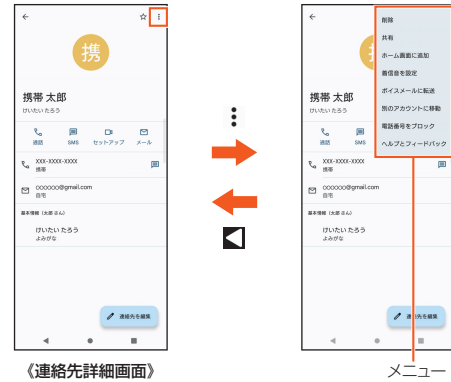 携
携帯 太郎
けいたい たろう
通話
SMS
セットアップ
メール
XXX-XXXX-XXXX
携帯
oooooo@gmail.com
自宅
基本情報（太郎 さん）
けいたい たろう
よみがな
連絡先を編集
《連絡先詳細画面》
削除
共有
ホーム画面に追加
着信音を設定
ボイスメールに転送
別のアカウントに移動
電話番号をブロック
ヘルプとフィードバック
携帯 太郎
けいたい たろう
通話
SMS
XXX-XXXX-XXXX
携帯
oooooo@gmail.com
自宅
基本情報（太郎 さん）
けいたい たろう
よみがな
連絡先を編集
メニュー